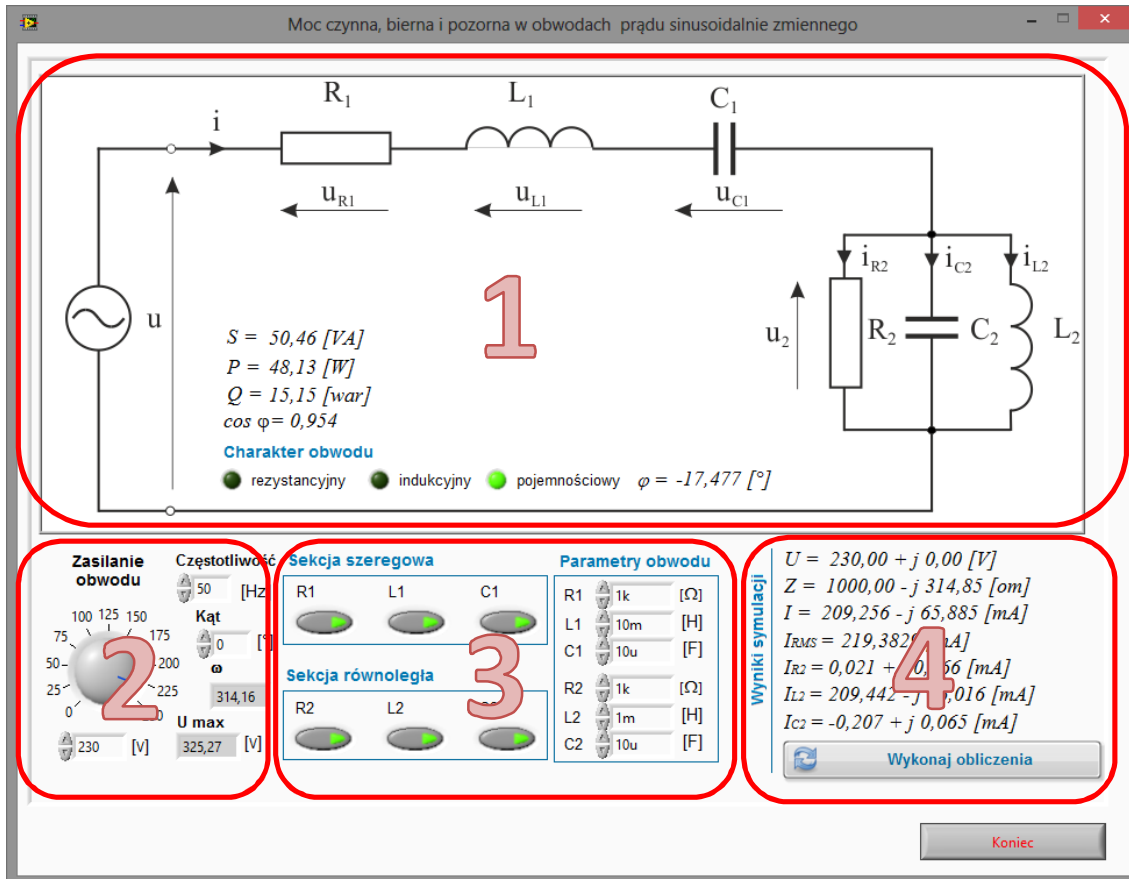 Moc czynna, bierna i pozorna w obwodach prądu sinusoidalnie zmiennego
R1 L1 C1
i
uR1 uL1 uC1
iR2 iC2 iL2
u u2 R2 C2 L2
1
S = 50,46 [VA]
P = 48,13 [W]
Q = 15,15 [war]
cos φ= 0,954
Charakter obwodu
rezystancyjny indukcyjny pojemnościowy φ = -17,477 [°]
Zasilanie obwodu
0 25 50 75 100 125 150 175 200 225
230 [V]
Częstotliwość
50 [Hz
Kąt
0
ω
314,16
U max
325,27 [V]
2
Sekcja szeregowa
R1 L1 C1
Sekcja równoległa
R2 L2
3
Parametry obwodu
R1 1k [Ω]
L1 10m [H]
C1 10u [F]
R2 1k [Ω]
L2 1m [H]
C2 10u [F]
Wyniki symulacji
U = 230,00 + j 0,00 [V]
Z = 1000,00 - j 314,85 [om]
I = 209,256 - j 65,885 [mA]
IRMS = 219,382
IR2 = 0,021 + [mA]
IL2 = 209,442 - [mA]
IC2 = -0,207 + j 0,065 [mA]
4
Wykonaj obliczenia
Koniec